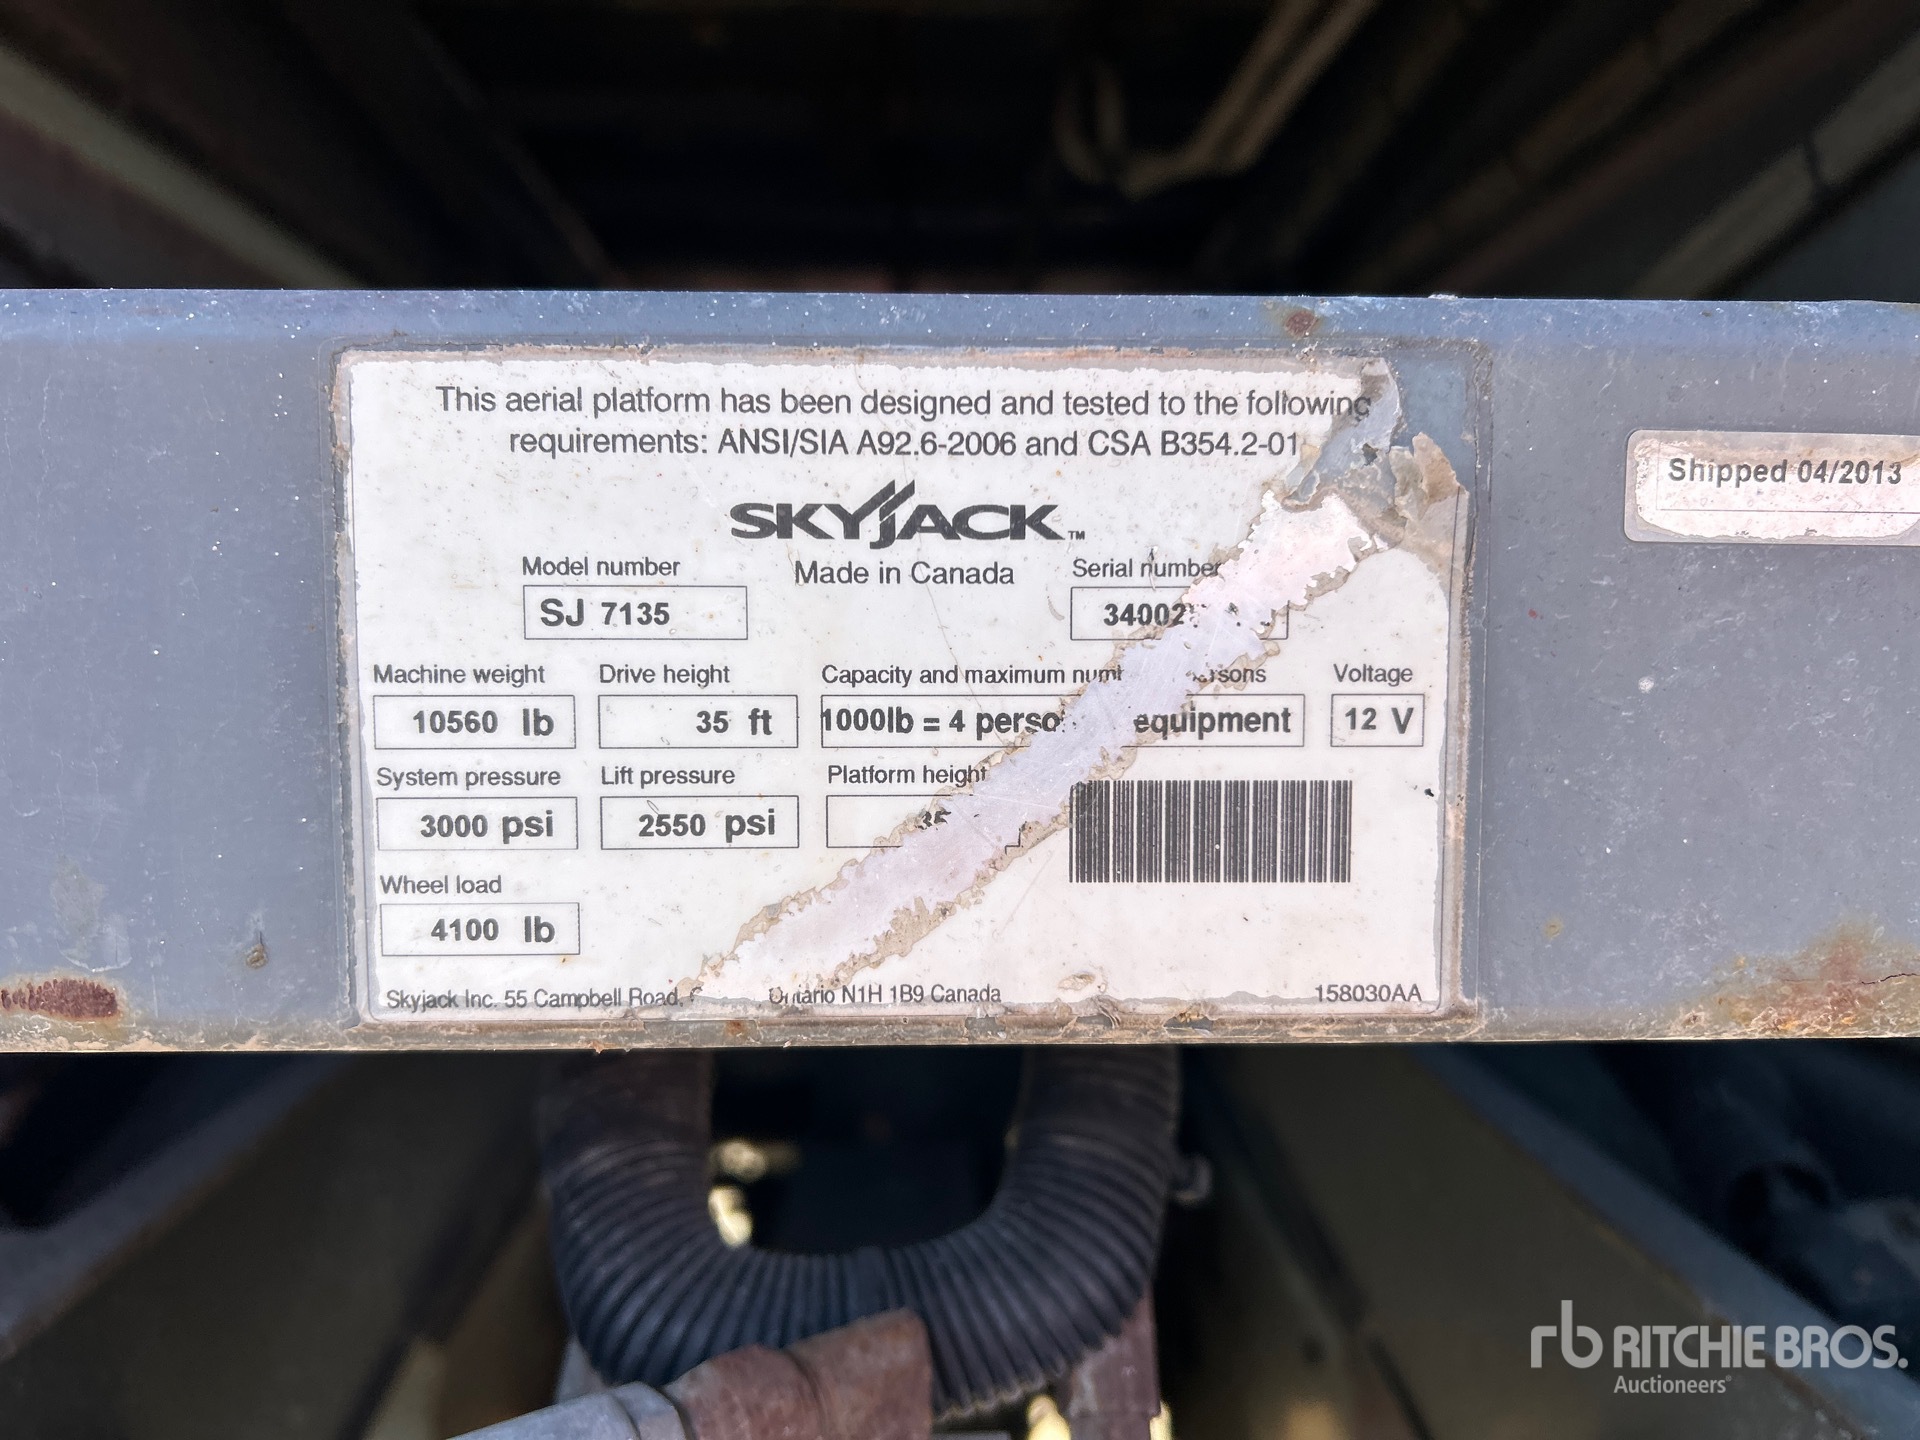 This aerial platform has been designed and tested to the following
requirements: ANSI/SIA A92.6-2006 and CSA B354.2-01
SKYJACK™
Made in Canada
Model number
SJ 7135
Serial number
34002
Machine weight
10560 lb
Drive height
35 ft
Capacity and maximum
1000lb = 4 equipment
Voltage
12 V
System pressure
3000 psi
Lift pressure
2550 psi
Platform height
35
Wheel load
4100 lb
Skyjack Inc. 55 Campbell Road, Ontario N1H 1B9 Canada
158030AA
Shipped 04/2013
rb RITCHIE BROS.
Auctioneers